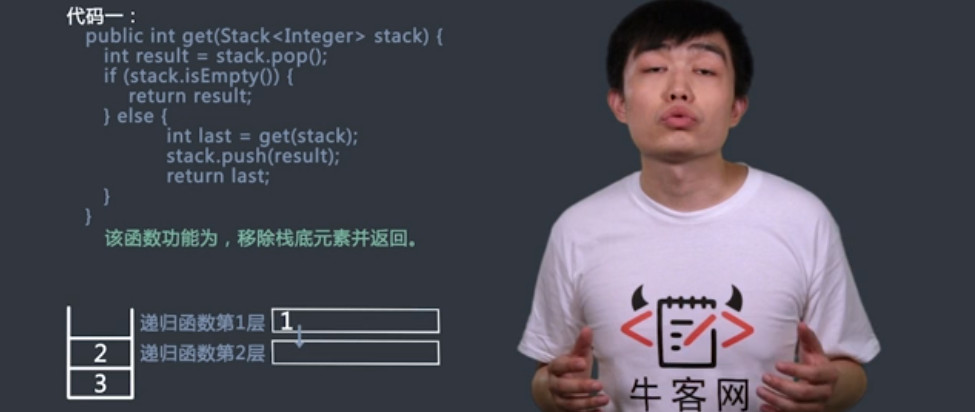 代码一：
public int get(Stack<Integer> stack) {
int result = stack.pop();
if (stack.isEmpty()) {
return result;
} else {
int last = get(stack);
stack.push(result);
return last;
}
}
该函数功能为，移除栈底元素并返回。
递归函数第1层 1
2 递归函数第2层
3
牛客网